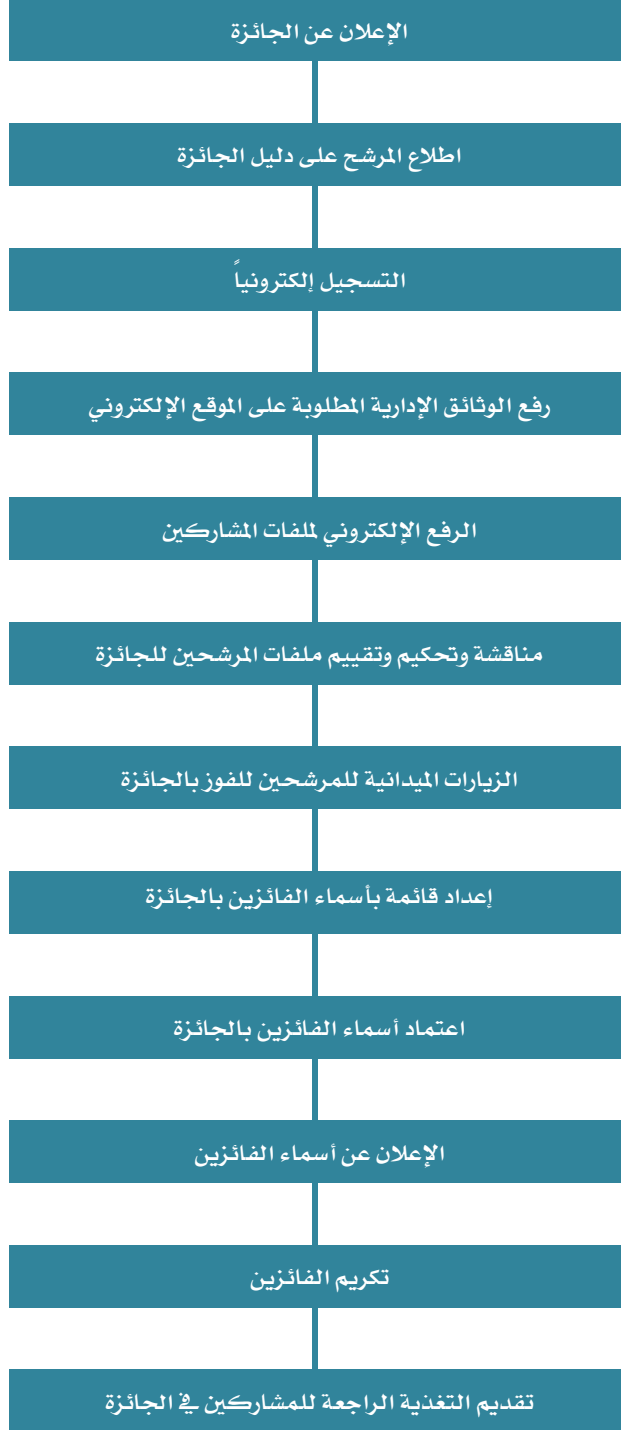 الإعلان عن الجائزة
اطلاع المرشح على دليل الجائزة
التسجيل إلكترونياً
رفع الوثائق الإدارية المطلوبة على الموقع الإلكتروني
الرفع الإلكتروني لملفات المشاركين
مناقشة وتحكيم وتقييم ملفات المرشحين للجائزة
الزيارات الميدانية للمرشحين للفوز بالجائزة
إعداد قائمة بأسماء الفائزين بالجائزة
اعتماد أسماء الفائزين بالجائزة
الإعلان عن أسماء الفائزين
تكريم الفائزين
تقديم التغذية الراجعة للمشاركين في الجائزة